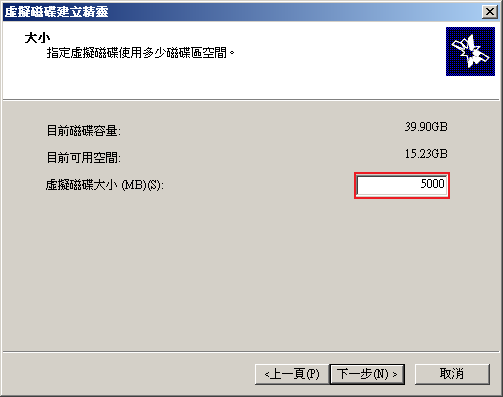 虛擬磁碟建立精靈
大小
指定虛擬磁碟使用多少磁碟區空間。
目前磁碟容量: 39.90GB
目前可用空間: 15.23GB
虛擬磁碟大小 (MB)(S): 5000
<上一頁(P) 下一步(N) > 取消